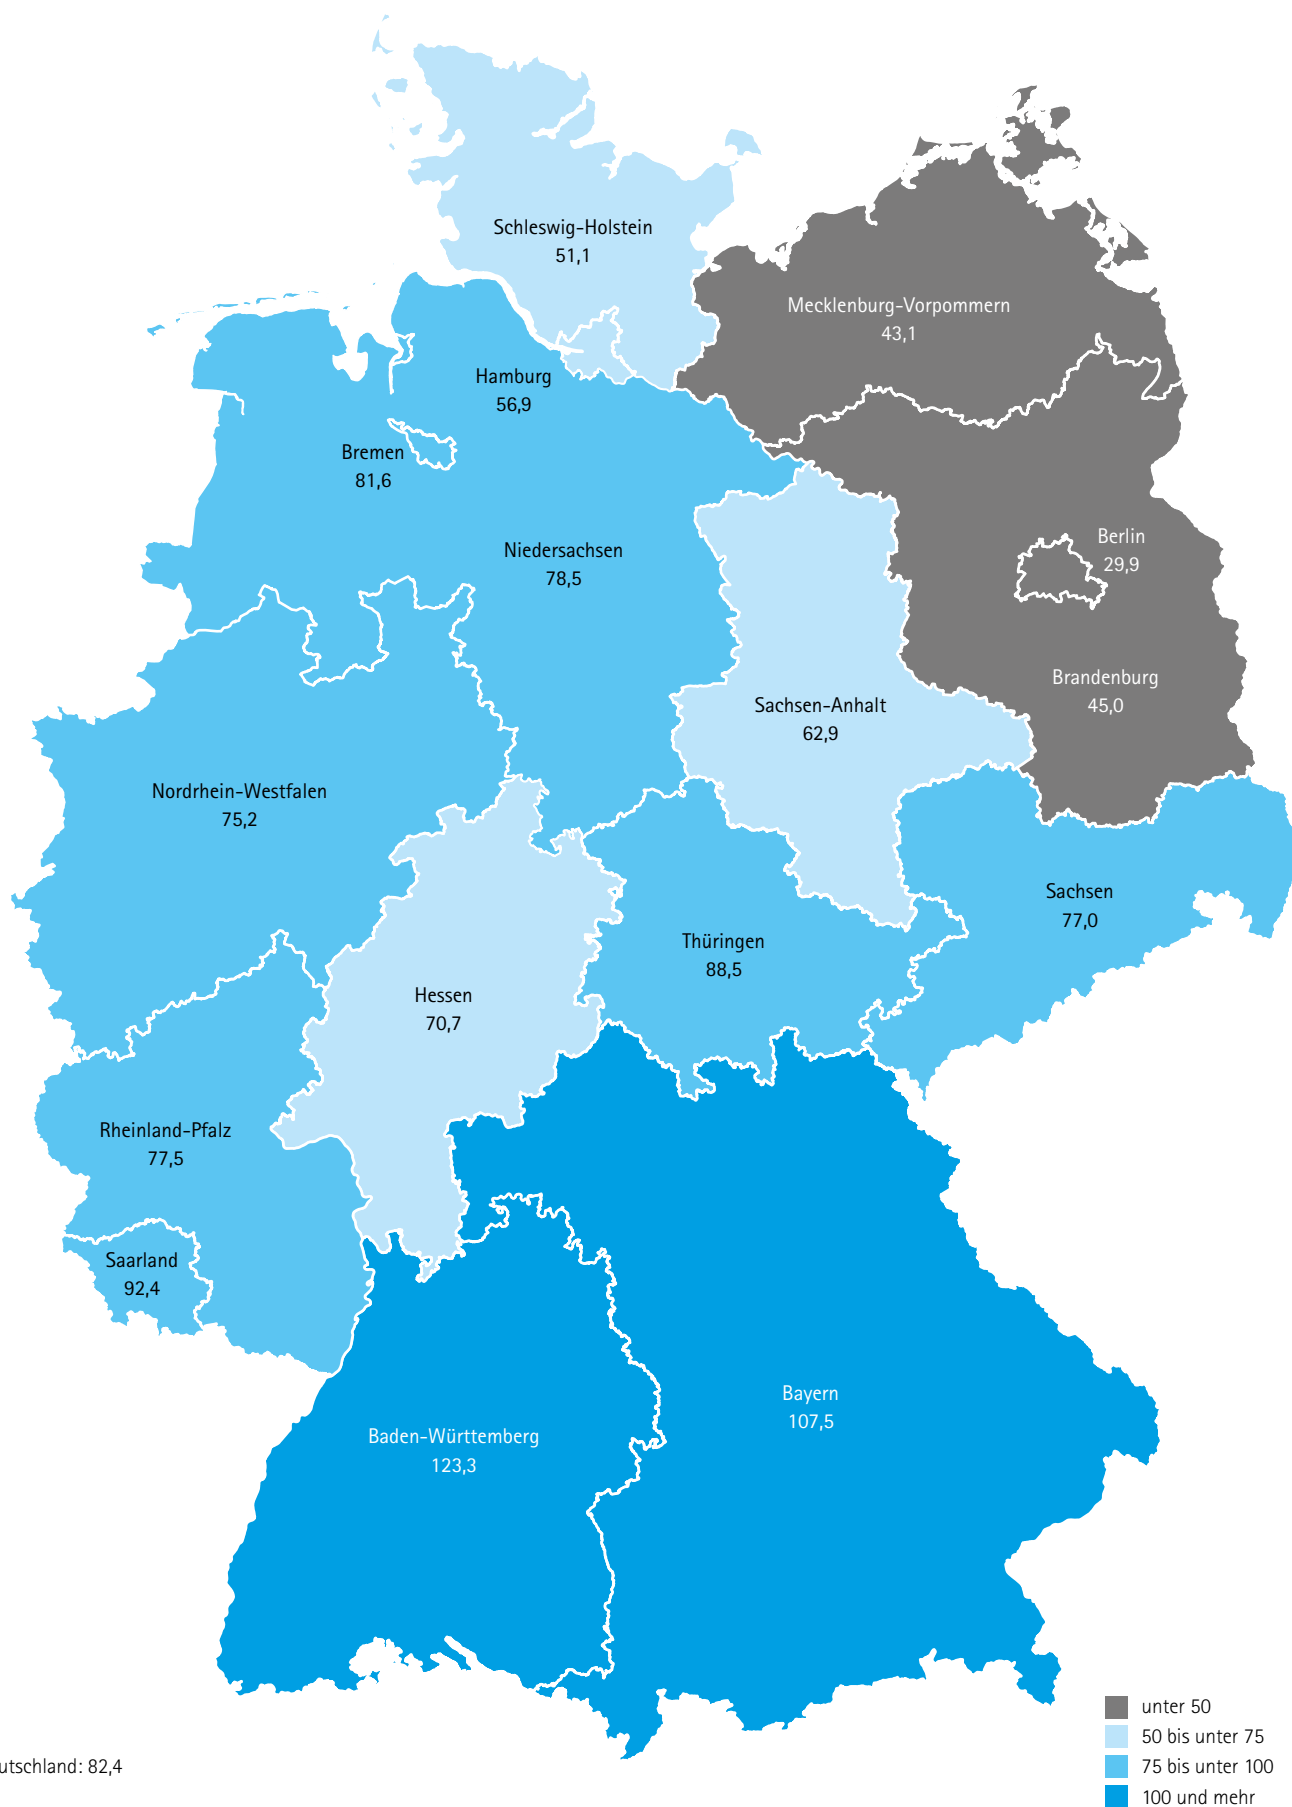 Schleswig-Holstein
51,1
Mecklenburg-Vorpommern
43,1
Hamburg
56,9
Bremen
81,6
Niedersachsen
78,5
Berlin
29,9
Brandenburg
45,0
Sachsen-Anhalt
62,9
Nordrhein-Westfalen
75,2
Sachsen
77,0
Thüringen
88,5
Hessen
70,7
Rheinland-Pfalz
77,5
Saarland
92,4
Bayern
107,5
Baden-Württemberg
123,3
unter 50
50 bis unter 75
75 bis unter 100
100 und mehr
utschland: 82,4